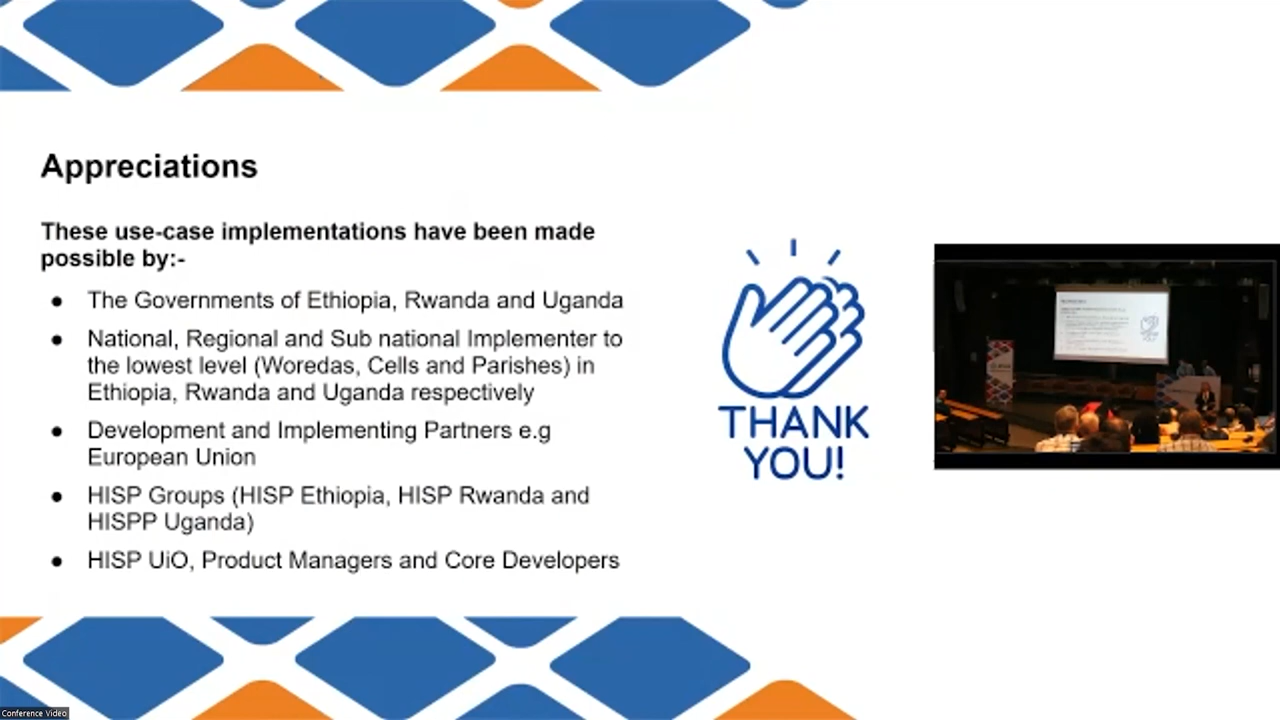 Appreciations
These use-case implementations have been made
possible by:-
● The Governments of Ethiopia, Rwanda and Uganda
● National, Regional and Sub national Implementer to
the lowest level (Woredas, Cells and Parishes) in
Ethiopia, Rwanda and Uganda respectively
● Development and Implementing Partners e.g
European Union
● HISP Groups (HISP Ethiopia, HISP Rwanda and
HISPP Uganda)
● HISP UiO, Product Managers and Core Developers
THANK
YOU!
Conference Video